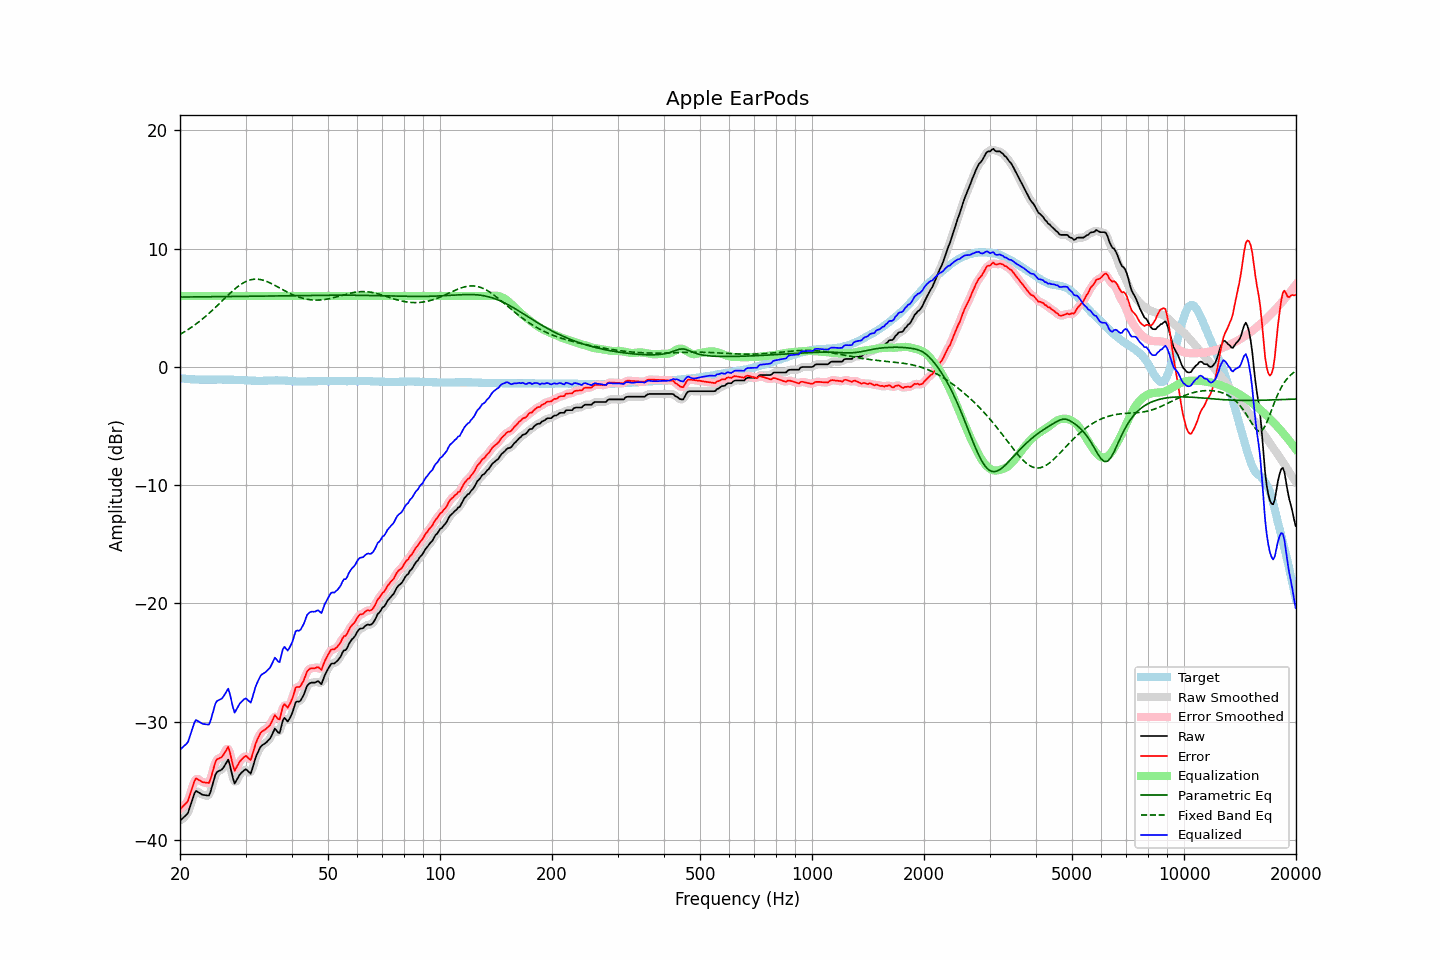 Apple EarPods
Amplitude (dBr)
20
10
0
−10
−20
−30
−40
20 50 100 200 500 1000 2000 5000 10000 20000
Frequency (Hz)
Target
Raw Smoothed
Error Smoothed
Raw
Error
Equalization
Parametric Eq
Fixed Band Eq
Equalized